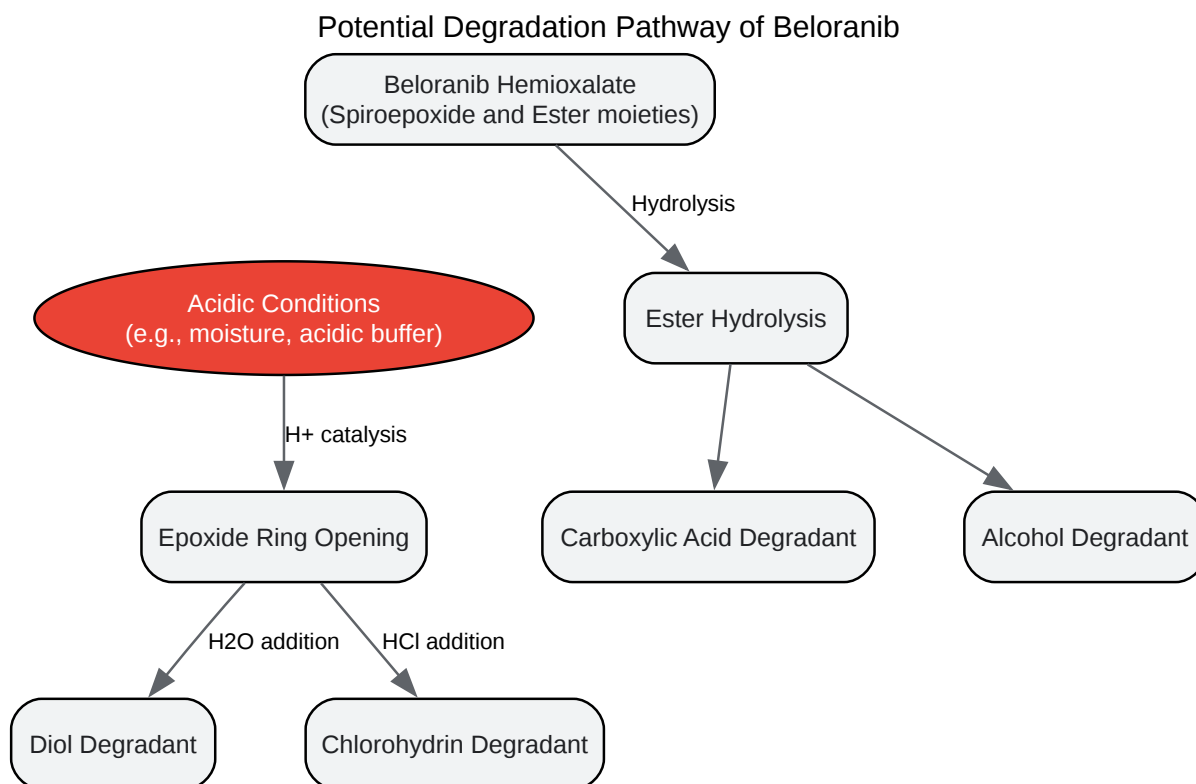 Potential Degradation Pathway of Beloranib
Beloranib Hemioxalate
(Spiroepoxide and Ester moieties)
Hydrolysis
Acidic Conditions
(e.g., moisture, acidic buffer)
Ester Hydrolysis
H+ catalysis
Epoxide Ring Opening
Carboxylic Acid Degradant
Alcohol Degradant
H2O addition
HCl addition
Diol Degradant
Chlorohydrin Degradant